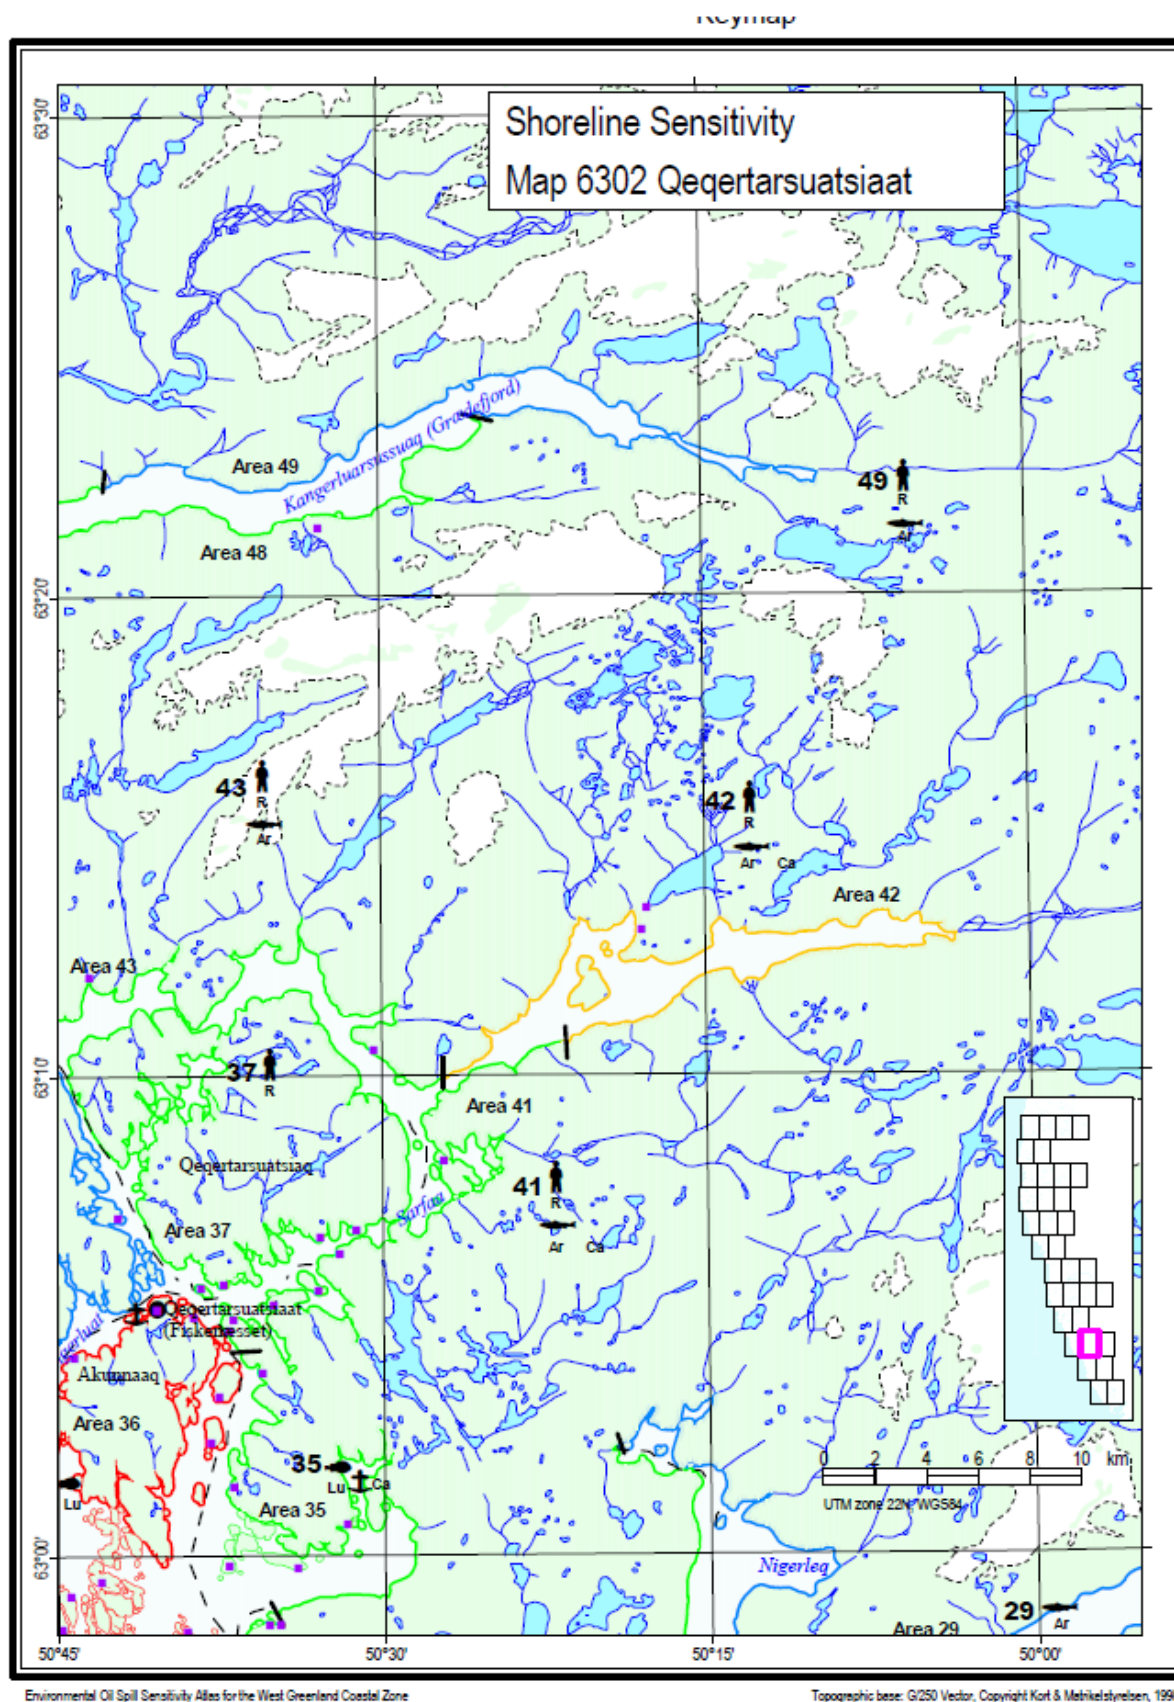 Keymap
Shoreline Sensitivity
Map 6302 Qeqertarsuatsiaat
63°30'
Kangerluarsussuaq (Grædefjord)
Area 49
49
R
Ar
Area 48
63°20'
43
R
Ar
42
R
Ar Ca
Area 42
Area 43
37
R
63°10'
Area 41
Qeqertarsuatsiaq
41
R
Ar Ca
Sarfaa
Area 37
Qeqertarsuatsiaat
(Fiskenæsset)
Akunnaaq
Area 36
35
Lu Ca
Lu
Area 35
0 2 4 6 8 10 km
UTM zone 22N, WGS84
63°00'
Nigerleq
29
Ar
Area 29
50°45' 50°30' 50°15' 50°00'
Environmental Oil Spill Sensitivity Atlas for the West Greenland Coastal Zone
Topographic base: G/250 Vector, Copyright Kort & Matrikelstyrelsen, 199